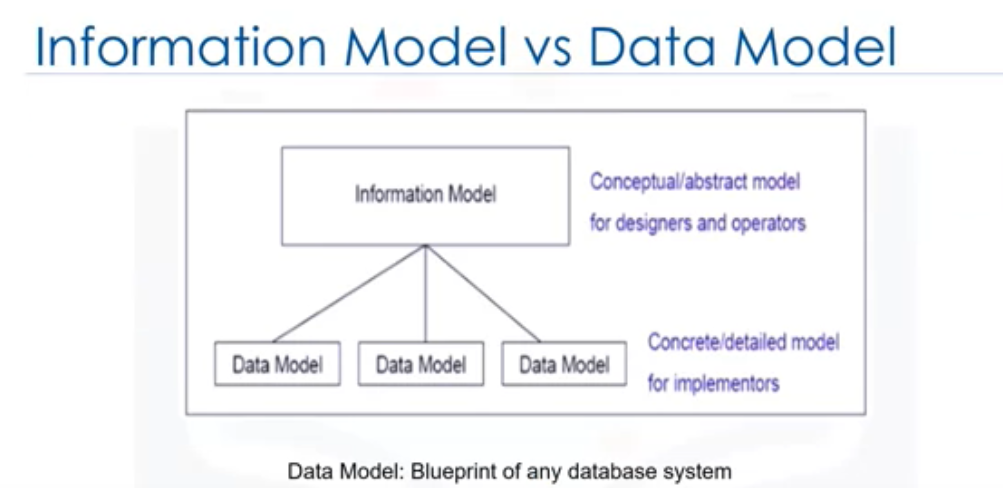 Information Model vs Data Model
Information Model
Conceptual/abstract model
for designers and operators
Data Model
Data Model
Data Model
Concrete/detailed model
for implementors
Data Model: Blueprint of any database system